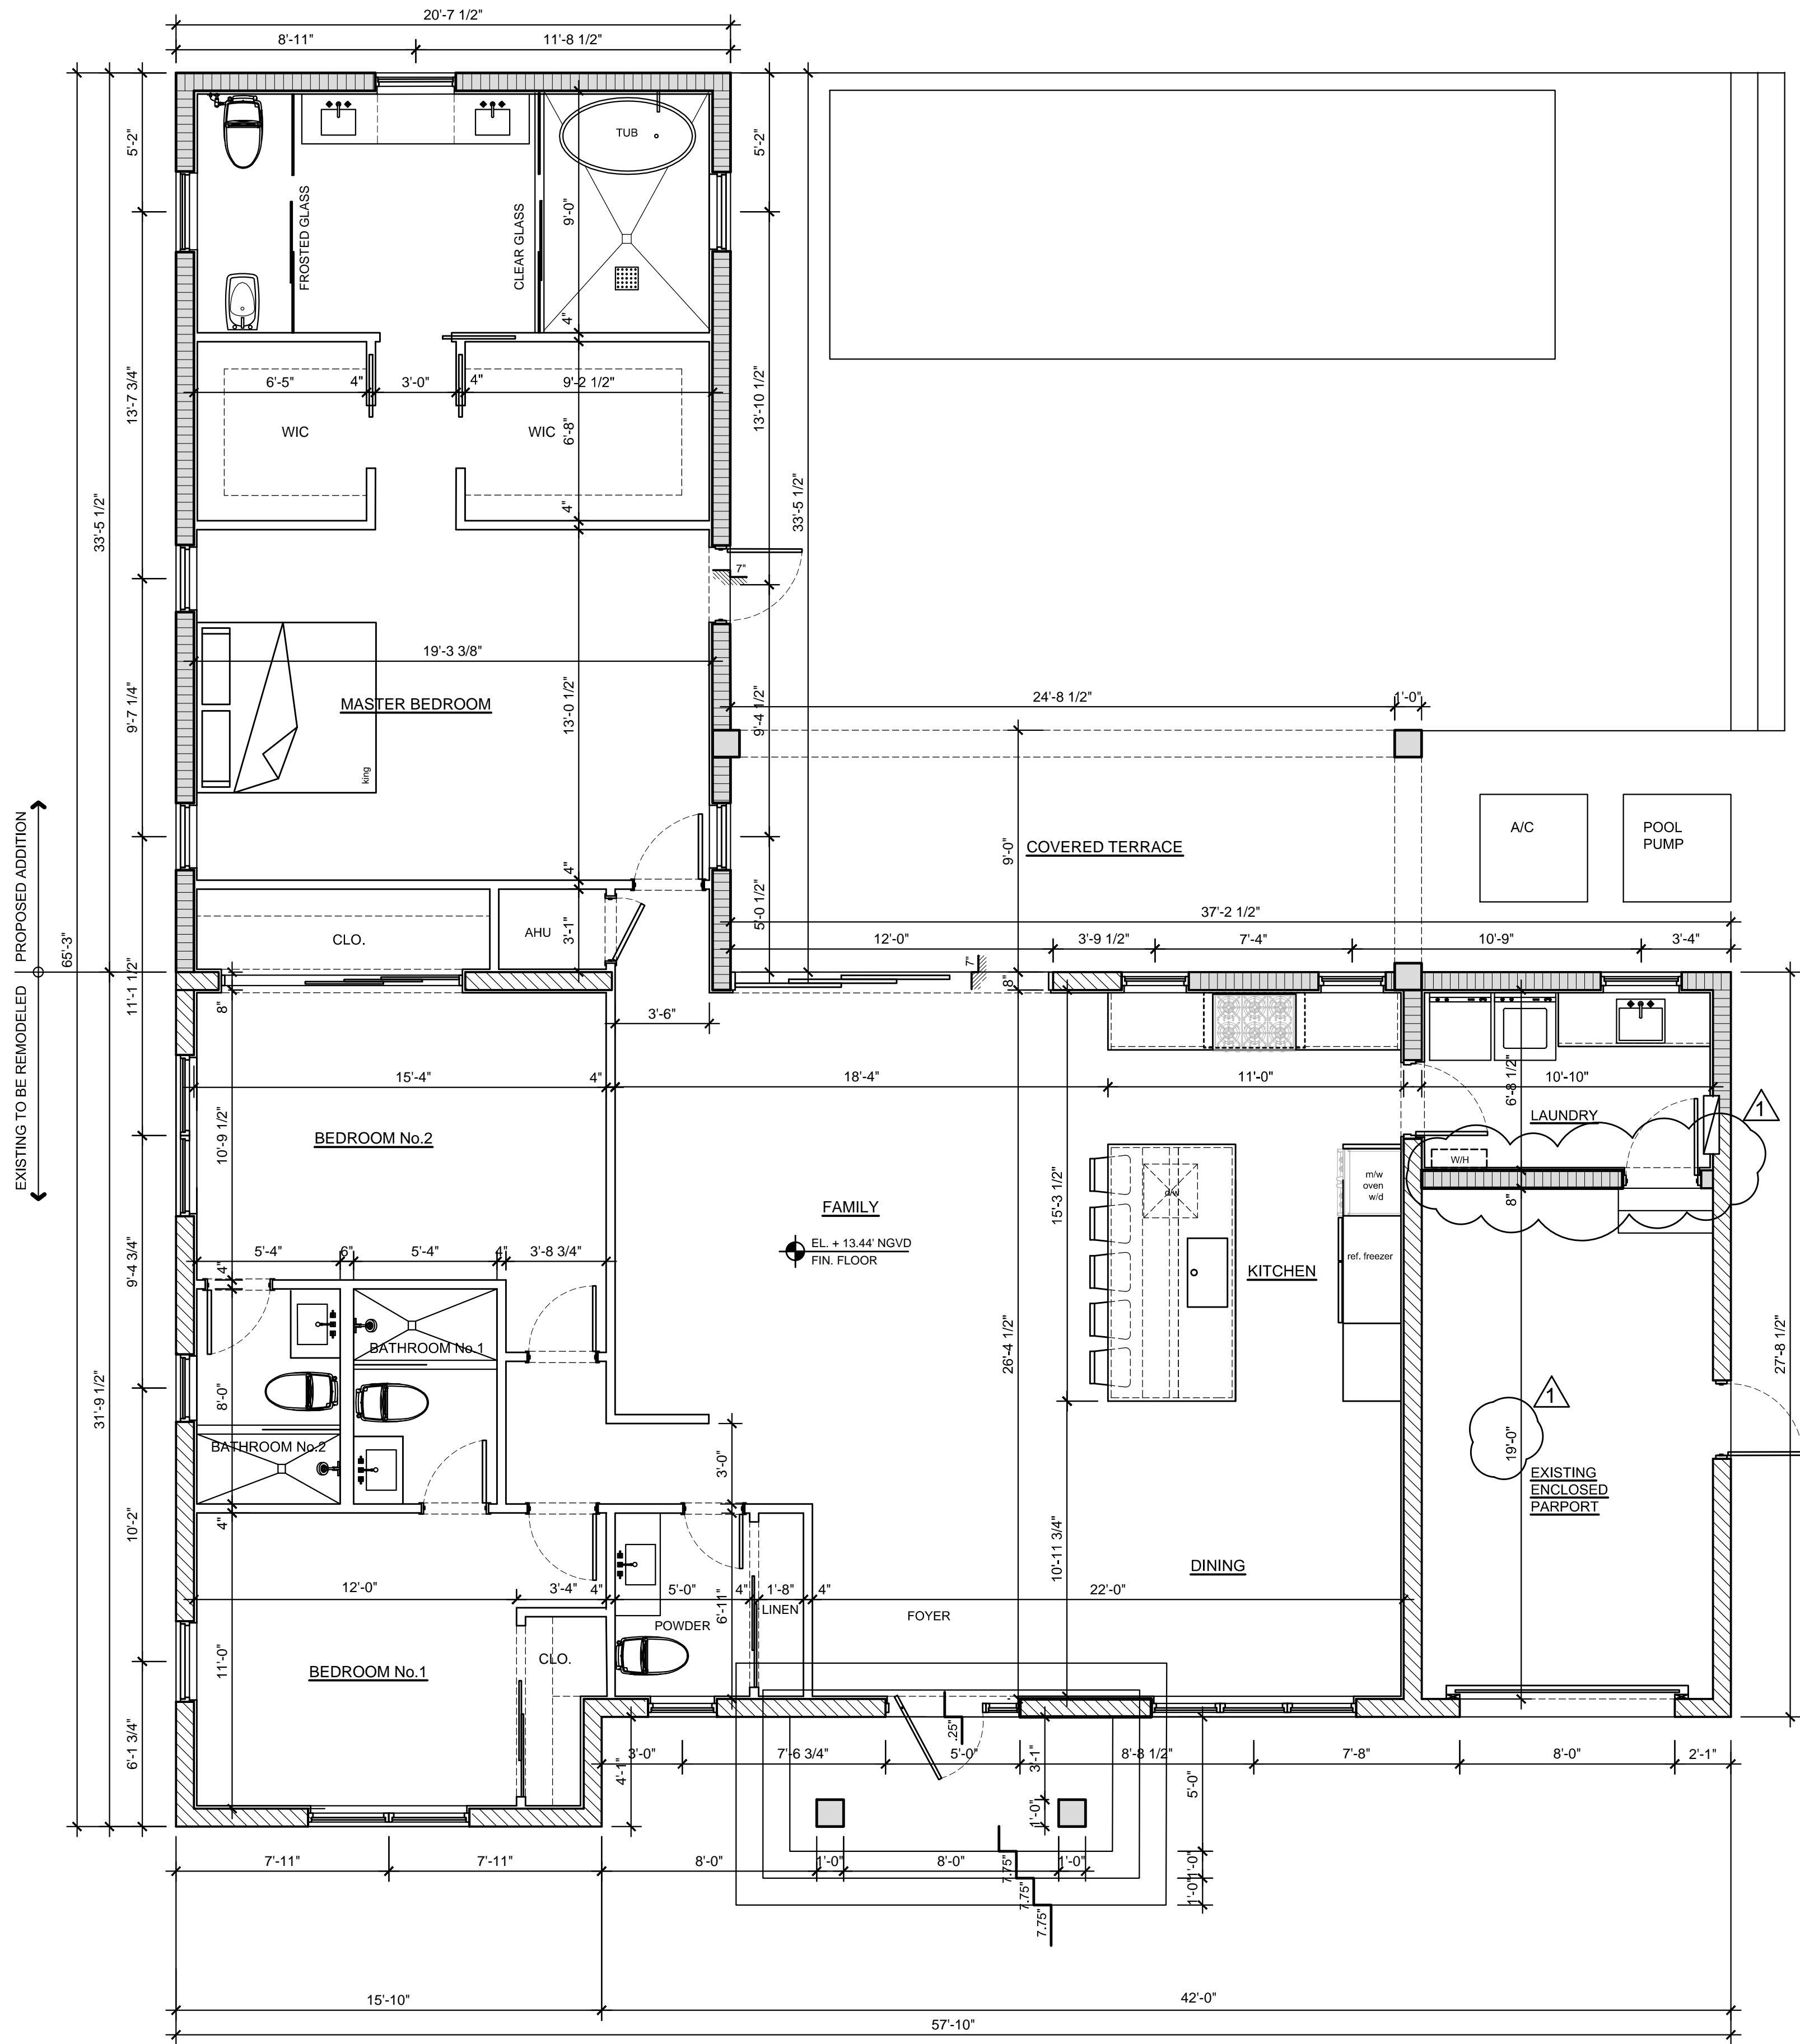 20'-7 1/2"
8'-11"
11'-8 1/2"
5'-2"
13'-7 3/4"
9'-7 1/4"
11'-1 1/2"
9'-4 3/4"
10'-2"
6'-1 3/4"
33'-5 1/2"
31'-9 1/2"
65'-3"
PROPOSED ADDITION
EXISTING TO BE REMODELED
FROSTED GLASS
CLEAR GLASS
TUB
9'-0"
4"
6'-5"
4"
3'-0"
4"
9'-2 1/2"
WIC
WIC
6'-8"
4"
5'-2"
13'-10 1/2"
33'-5 1/2"
9'-4 1/2"
5'-0 1/2"
7"
19'-3 3/8"
MASTER BEDROOM
13'-0 1/2"
king
4"
CLO.
AHU
3'-1"
24'-8 1/2"
1'-0"
COVERED TERRACE
9'-0"
A/C
POOL
PUMP
37'-2 1/2"
12'-0"
3'-9 1/2"
7'-4"
10'-9"
3'-4"
7"
8"
8"
3'-6"
15'-4"
4"
18'-4"
11'-0"
10'-10"
6'-8 1/2"
10'-9 1/2"
BEDROOM No.2
LAUNDRY
1
W/H
8"
m/w
oven
w/d
d/w
15'-3 1/2"
FAMILY
EL. + 13.44' NGVD
FIN. FLOOR
KITCHEN
ref. freezer
5'-4"
6"
5'-4"
4"
3'-8 3/4"
4"
BATHROOM No.1
8'-0"
BATHROOM No.2
26'-4 1/2"
27'-8 1/2"
1
19'-0"
EXISTING
ENCLOSED
PARPORT
3'-0"
4"
10'-11 3/4"
DINING
12'-0"
3'-4"
4"
5'-0"
4"
1'-8"
4"
22'-0"
6'-11"
LINEN
POWDER
FOYER
11'-0"
BEDROOM No.1
CLO.
.25"
3'-0"
7'-6 3/4"
5'-0"
8'-8 1/2"
7'-8"
8'-0"
2'-1"
4'-1"
3'-1"
1'-0"
5'-0"
7'-11"
7'-11"
8'-0"
1'-0"
8'-0"
1'-0"
1'-0"
1'-0"
7.75"
7.75"
7.75"
15'-10"
42'-0"
57'-10"